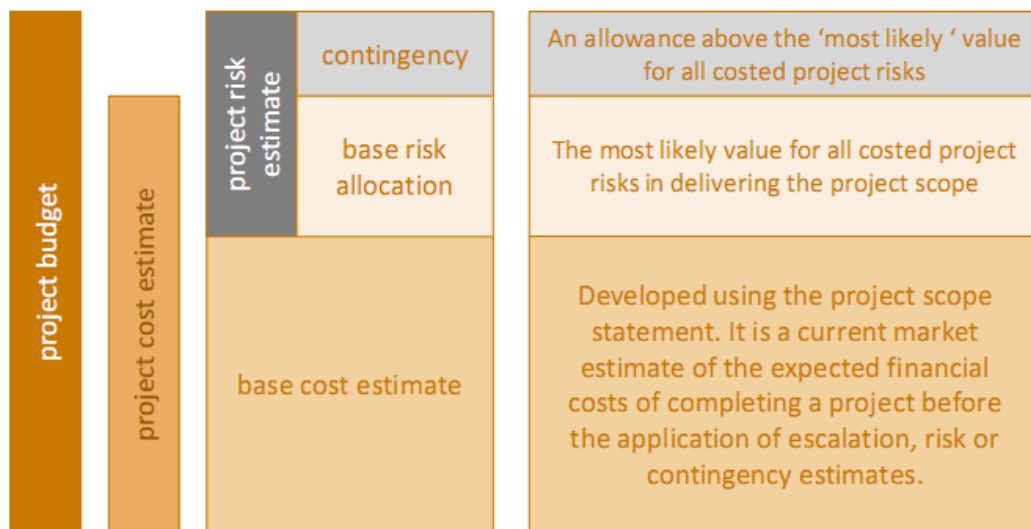 project budget
project cost estimate
project risk
estimate
contingency
An allowance above the ‘most likely ‘ value
for all costed project risks
base risk
allocation
The most likely value for all costed project
risks in delivering the project scope
base cost estimate
Developed using the project scope
statement. It is a current market
estimate of the expected financial
costs of completing a project before
the application of escalation, risk or
contingency estimates.